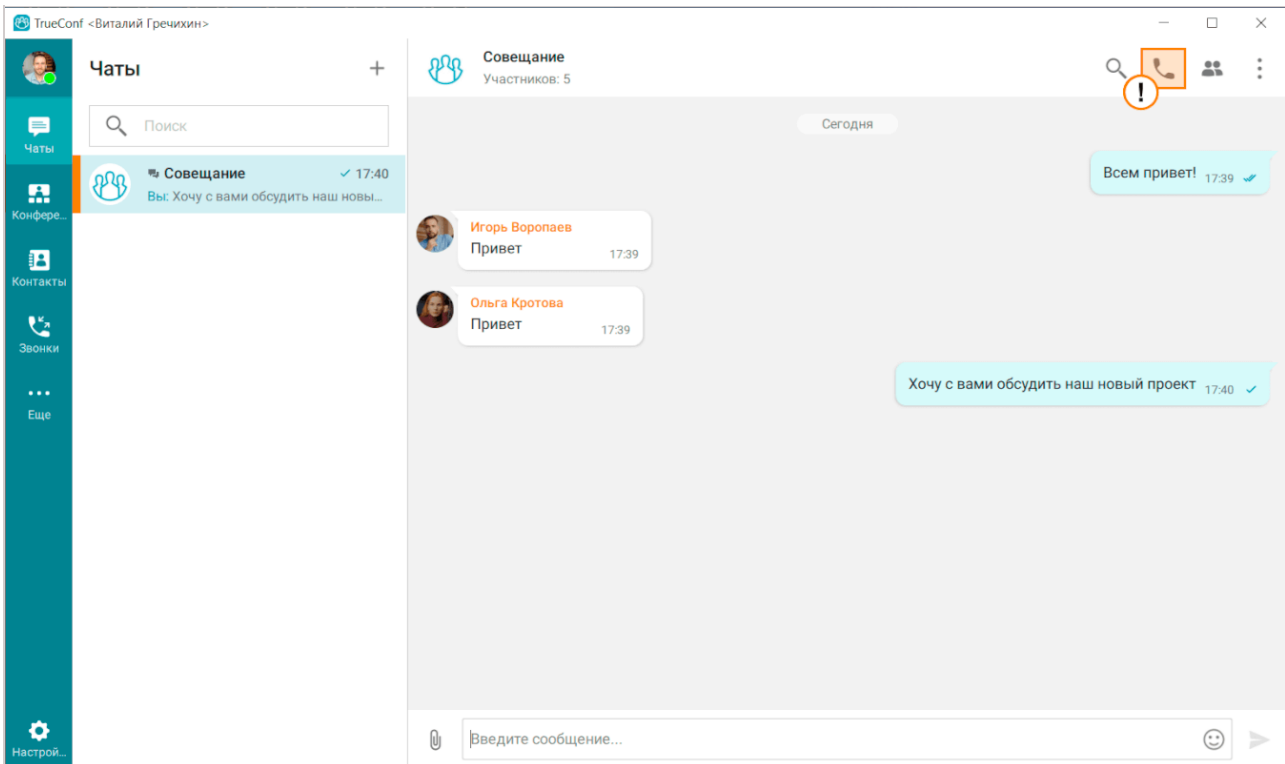 TrueConf <Виталий Гречихин>
Чаты
Поиск
Совещание
17:40
Вы: Хочу с вами обсудить наш новы...
Чаты
Конфере...
Контакты
Звонки
Еще
Настрой...
Совещание
Участников: 5
!
Сегодня
Всем привет! 17:39
Игорь Воропаев
Привет 17:39
Ольга Кротова
Привет 17:39
Хочу с вами обсудить наш новый проект 17:40
Введите сообщение...